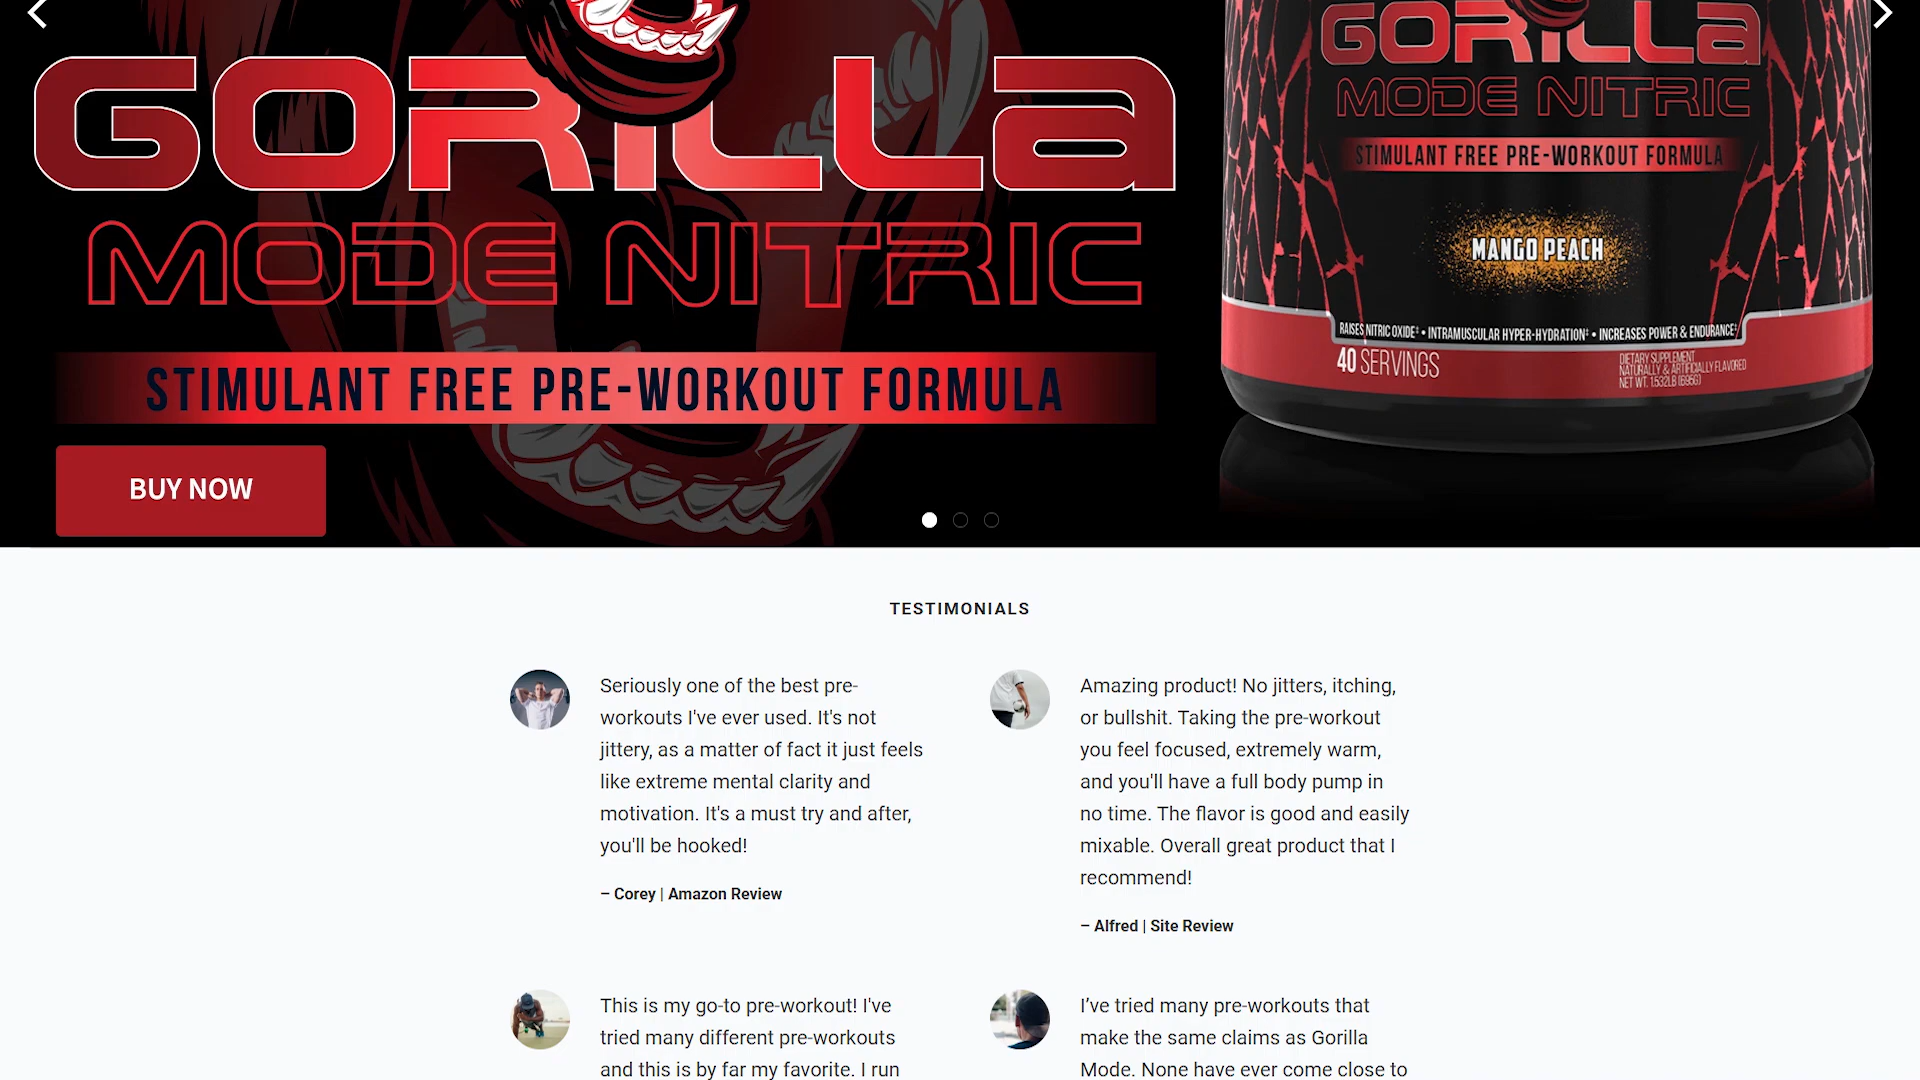 GORILLA
MODE NITRIC
STIMULANT FREE PRE-WORKOUT FORMULA
BUY NOW
GORILLA
MODE NITRIC
STIMULANT FREE PRE-WORKOUT FORMULA
MANGO PEACH
RAISES NITRIC OXIDE‡ • INTRAMUSCULAR HYPER-HYDRATION‡ • INCREASES POWER & ENDURANCE‡
40 SERVINGS
DIETARY SUPPLEMENT
NATURALLY & ARTIFICIALLY FLAVORED
NET WT. 1.532LB (695G)
TESTIMONIALS
Seriously one of the best pre-
workouts I've ever used. It's not
jittery, as a matter of fact it just feels
like extreme mental clarity and
motivation. It's a must try and after,
you'll be hooked!
– Corey | Amazon Review
Amazing product! No jitters, itching,
or bullshit. Taking the pre-workout
you feel focused, extremely warm,
and you'll have a full body pump in
no time. The flavor is good and easily
mixable. Overall great product that I
recommend!
– Alfred | Site Review
This is my go-to pre-workout! I've
tried many different pre-workouts
and this is by far my favorite. I run
I’ve tried many pre-workouts that
make the same claims as Gorilla
Mode. None have ever come close to